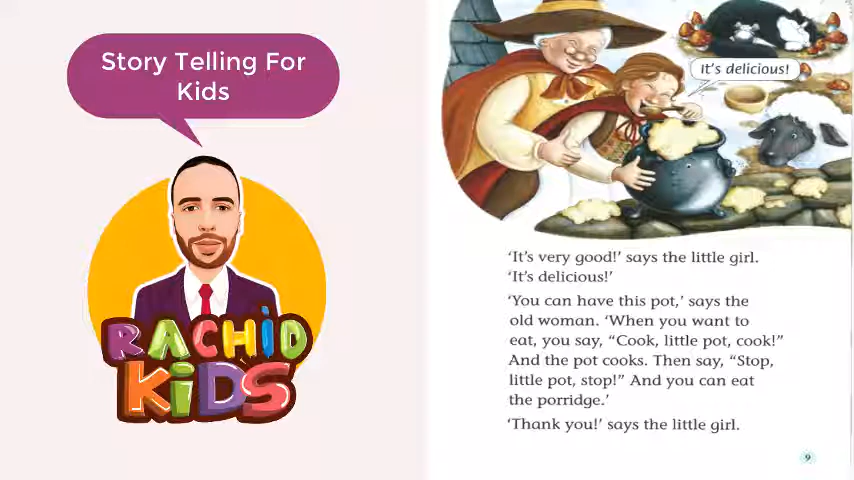 Story Telling For
Kids
RACHID
KiDS
It's delicious!
‘It's very good!’ says the little girl.
‘It's delicious!’
‘You can have this pot,’ says the
old woman. ‘When you want to
eat, you say, “Cook, little pot, cook!”
And the pot cooks. Then say, “Stop,
little pot, stop!” And you can eat
the porridge.’
‘Thank you!’ says the little girl.
9